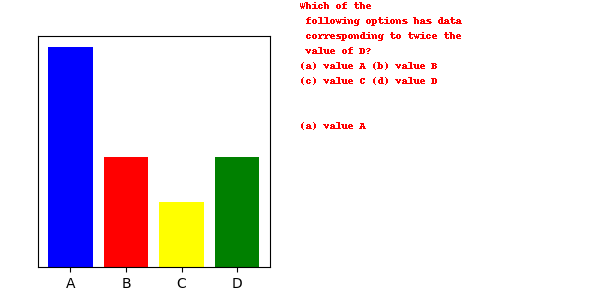 Which of the
following options has data
corresponding to twice the
value of D?
(a) value A (b) value B
(c) value C (d) value D
(a) value A
A B C D